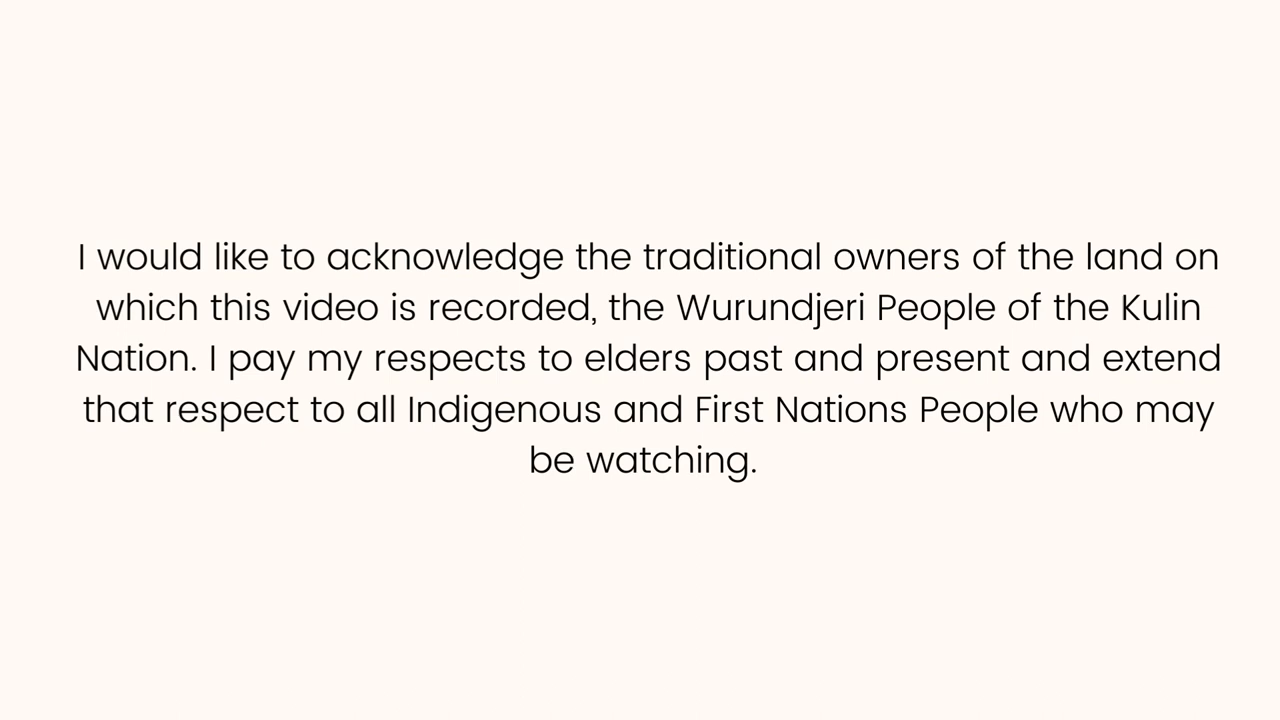 I would like to acknowledge the traditional owners of the land on
which this video is recorded, the Wurundjeri People of the Kulin
Nation. I pay my respects to elders past and present and extend
that respect to all Indigenous and First Nations People who may
be watching.